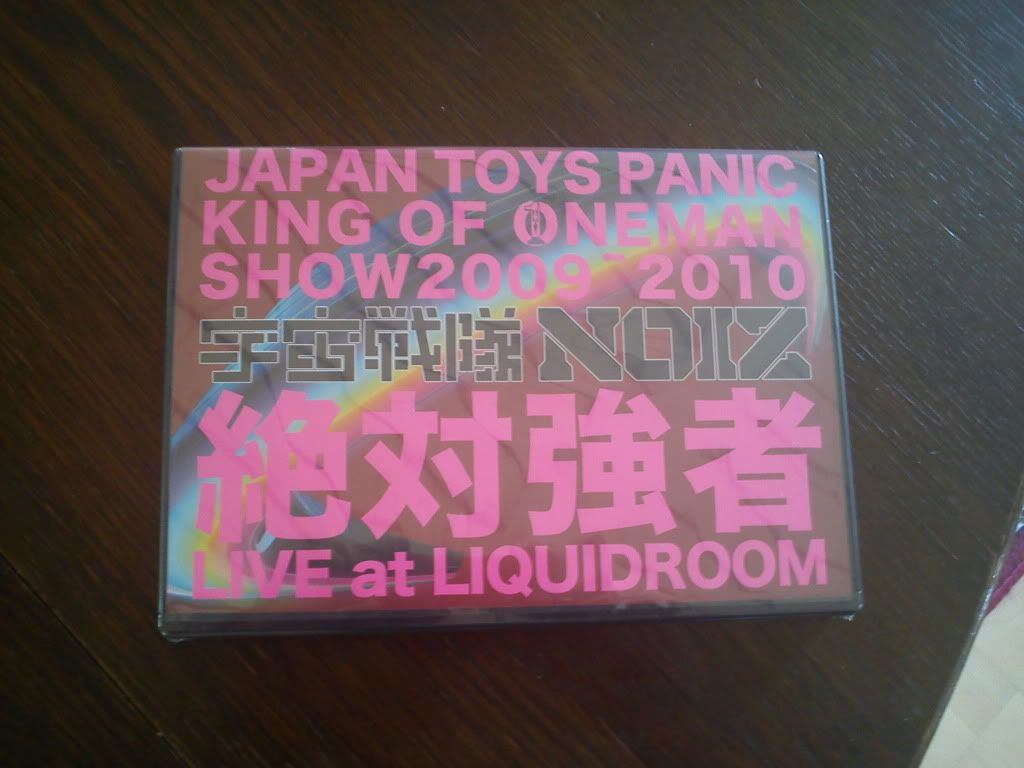 JAPAN TOYS PANIC
KING OF ONEMAN
SHOW2009~2010
宇宙戦隊 NOIZ
絶対強者
LIVE at LIQUIDROOM